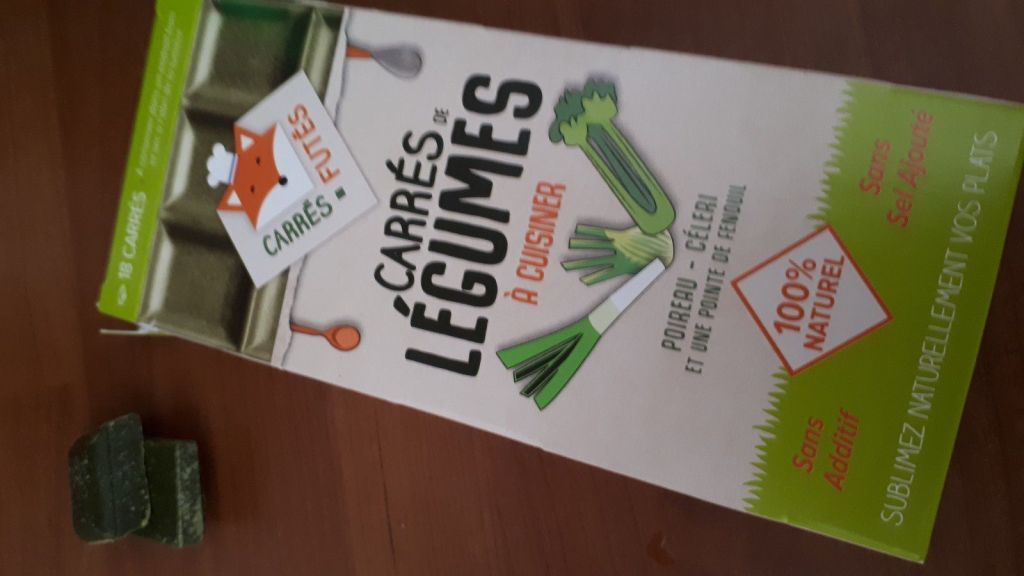 18 CARRÉS
CARRÉS
FUTÉS
CARRÉS DE
LÉGUMES
À CUISINER
POIREAU - CÉLERI
ET UNE POINTE DE FENOUIL
100%
NATUREL
Sans
Additif
Sans
Sel Ajouté
SUBLIMEZ NATURELLEMENT VOS PLATS